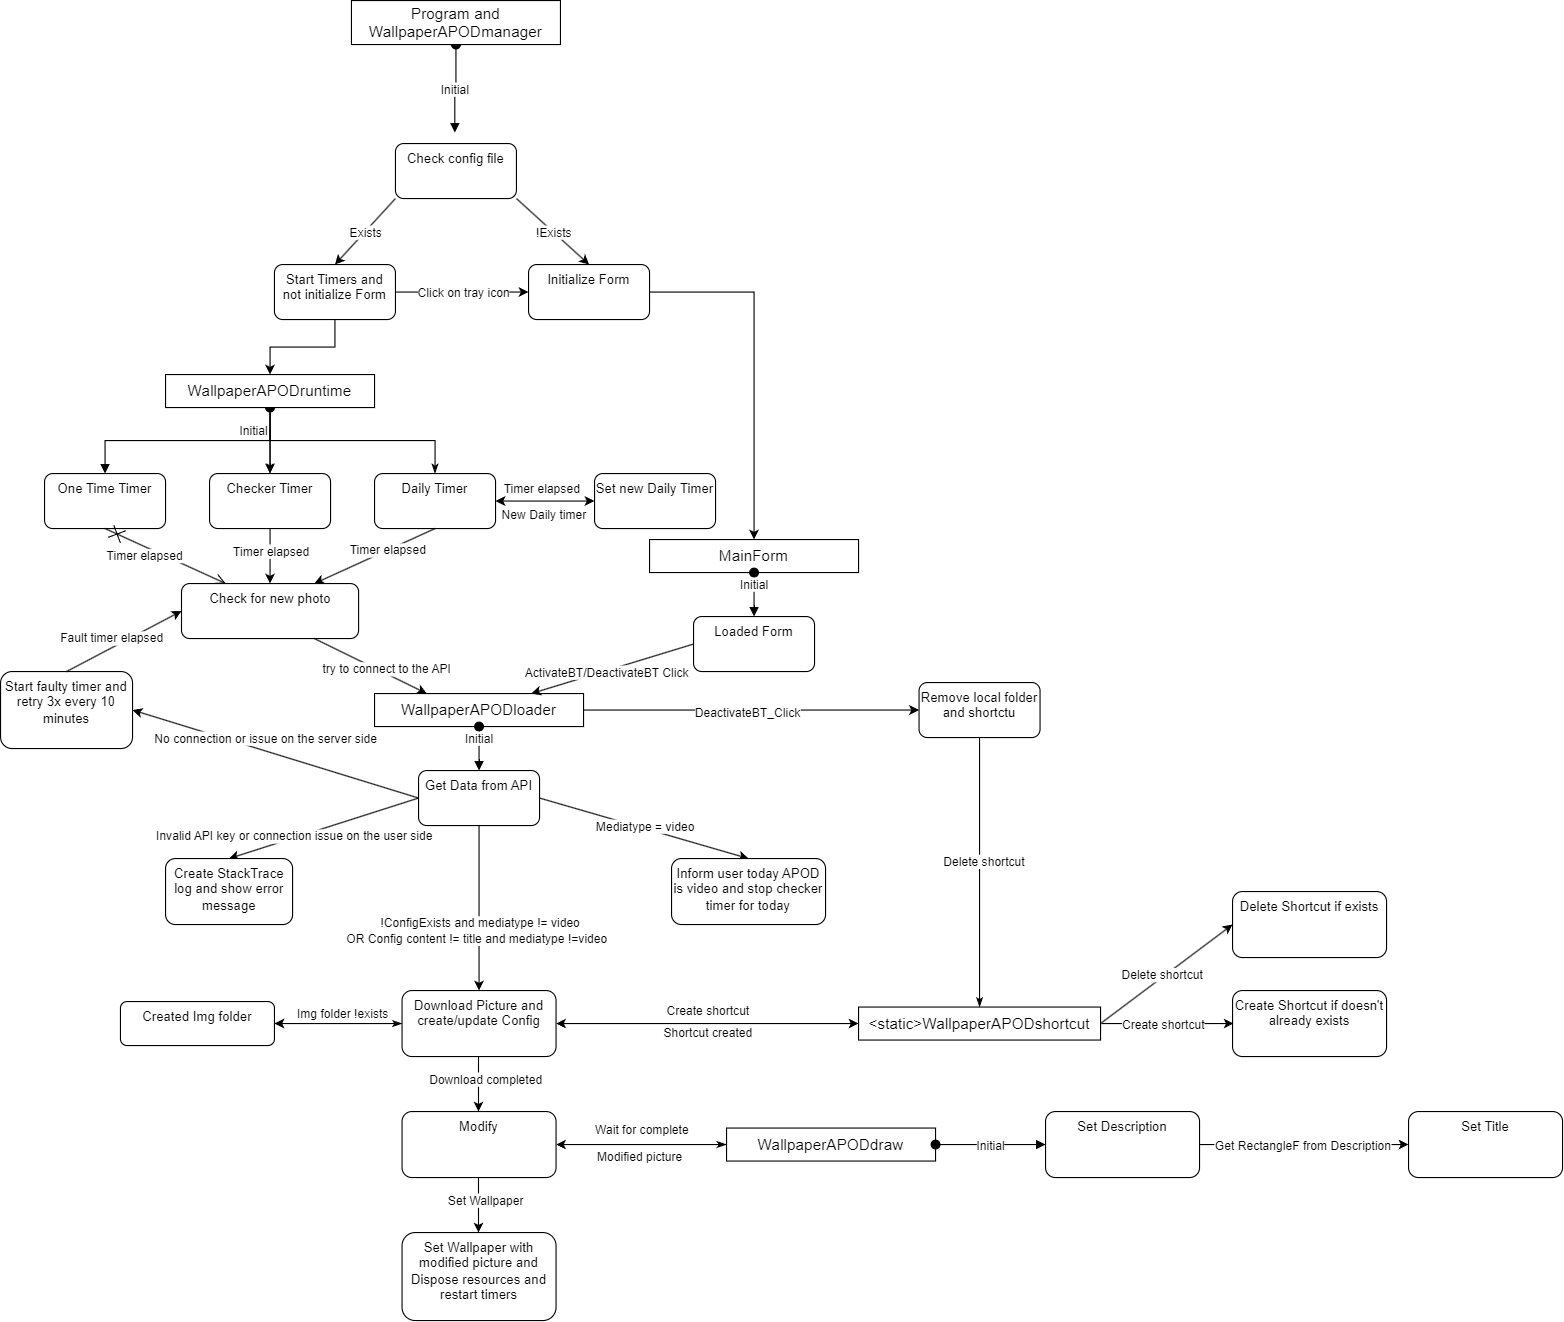 Program and
WallpaperAPODmanager
Initial
Check config file
Exists
!Exists
Start Timers and
not initialize Form
Click on tray icon
Initialize Form
WallpaperAPODruntime
Initial
One Time Timer
Checker Timer
Daily Timer
Timer elapsed
New Daily timer
Set new Daily Timer
Timer elapsed
Timer elapsed
Timer elapsed
MainForm
Initial
Check for new photo
Loaded Form
Fault timer elapsed
try to connect to the API
ActivateBT/DeactivateBT Click
Start faulty timer and
retry 3x every 10
minutes
WallpaperAPODloader
DeactivateBT_Click
Remove local folder
and shortctu
Initial
No connection or issue on the server side
Get Data from API
Invalid API key or connection issue on the user side
Mediatype = video
Create StackTrace
log and show error
message
Inform user today APOD
is video and stop checker
timer for today
Delete shortcut
!ConfigExists and mediatype != video
OR Config content != title and mediatype !=video
Delete Shortcut if exists
Delete shortcut
Created Img folder
Img folder !exists
Download Picture and
create/update Config
Create shortcut
Shortcut created
<static>WallpaperAPODshortcut
Create shortcut
Create Shortcut if doesn't
already exists
Download completed
Modify
Wait for complete
Modified picture
WallpaperAPODdraw
Initial
Set Description
Get RectangleF from Description
Set Title
Set Wallpaper
Set Wallpaper with
modified picture and
Dispose resources and
restart timers